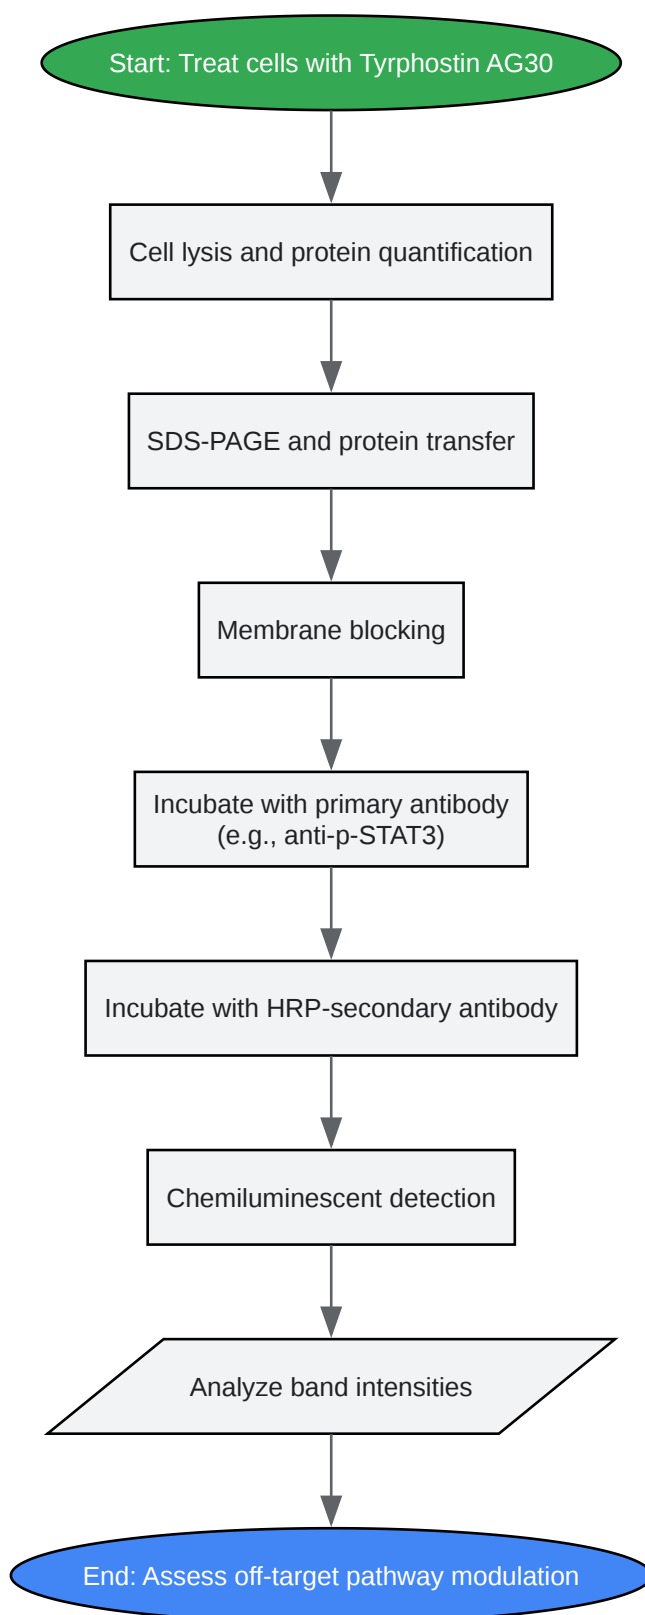 Start: Treat cells with Tyrphostin AG30
Cell lysis and protein quantification
SDS-PAGE and protein transfer
Membrane blocking
Incubate with primary antibody
(e.g., anti-p-STAT3)
Incubate with HRP-secondary antibody
Chemiluminescent detection
Analyze band intensities
End: Assess off-target pathway modulation